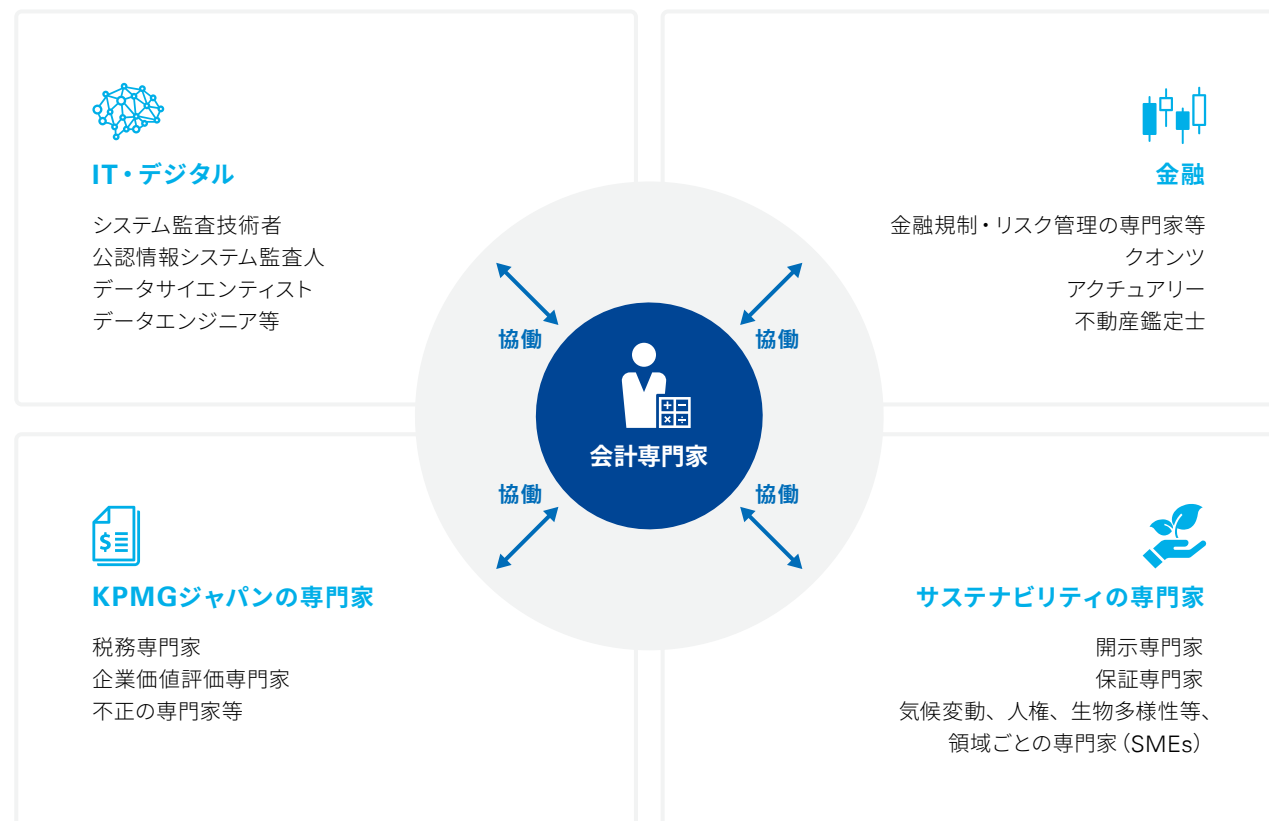 IT・デジタル
システム監査技術者
公認情報システム監査人
データサイエンティスト
データエンジニア等
金融
金融規制・リスク管理の専門家等
クオンツ
アクチュアリー
不動産鑑定士
協働
協働
会計専門家
協働
協働
KPMGジャパンの専門家
税務専門家
企業価値評価専門家
不正の専門家等
サステナビリティの専門家
開示専門家
保証専門家
気候変動、人権、生物多様性等、
領域ごとの専門家（SMEs）